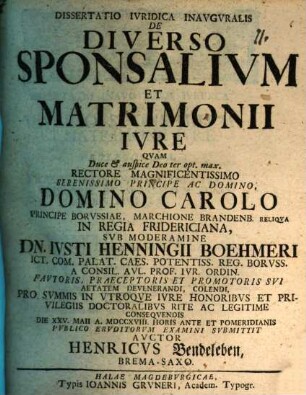 DISSERTATIO IVRIDICA INAVGVRALIS
DE
DIVERSO
SPONSALIVM
ET
MATRIMONII
IVRE
QVAM
Duce & auspice Deo ter opt. max.
RECTORE MAGNIFICENTISSIMO
SERENISSIMO PRINCIPE AC DOMINO,
DOMINO CAROLO
PRINCIPE BORVSSIAE, MARCHIONE BRANDENB. RELIQVA
IN REGIA FRIDERICIANA,
SVB MODERAMINE
DN. IVSTI HENNINGII BOEHMERI
ICT. COM. PALAT. CAES. POTENTISS. REG. BORVSS.
A CONSIL. AVL. PROF. IVR. ORDIN.
FAVTORIS. PRAECEPTORIS ET PROMOTORIS SVI
AETATEM DEVENERANDI, COLENDI,
PRO SVMMIS IN VTROQVE IVRE HONORIBVS ET PRI-
VILEGIIS DOCTORALIBVS RITE AC LEGITIME
CONSEQVENDIS
DIE XXV. MAII A. MDCCXVIII. HORIS ANTE ET POMERIDIANIS
PVBLICO ERVDITORVM EXAMINI SVBMITTIT
AVCTOR
HENRICVS Bendeleben,
BREMA-SAXO.
HALAE MAGDEBVRGICAE,
Typis IOANNIS GRVNERI, Academ. Typogr.